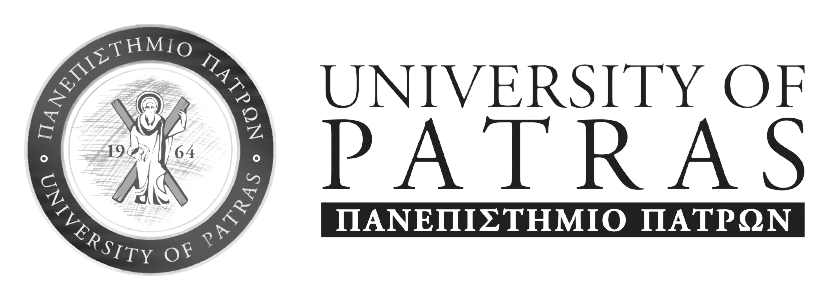 ΠΑΝΕΠΙΣΤΗΜΙΟ ΠΑΤΡΩΝ
19 64
UNIVERSITY OF PATRAS
UNIVERSITY OF
PATRAS
ΠΑΝΕΠΙΣΤΗΜΙΟ ΠΑΤΡΩΝ